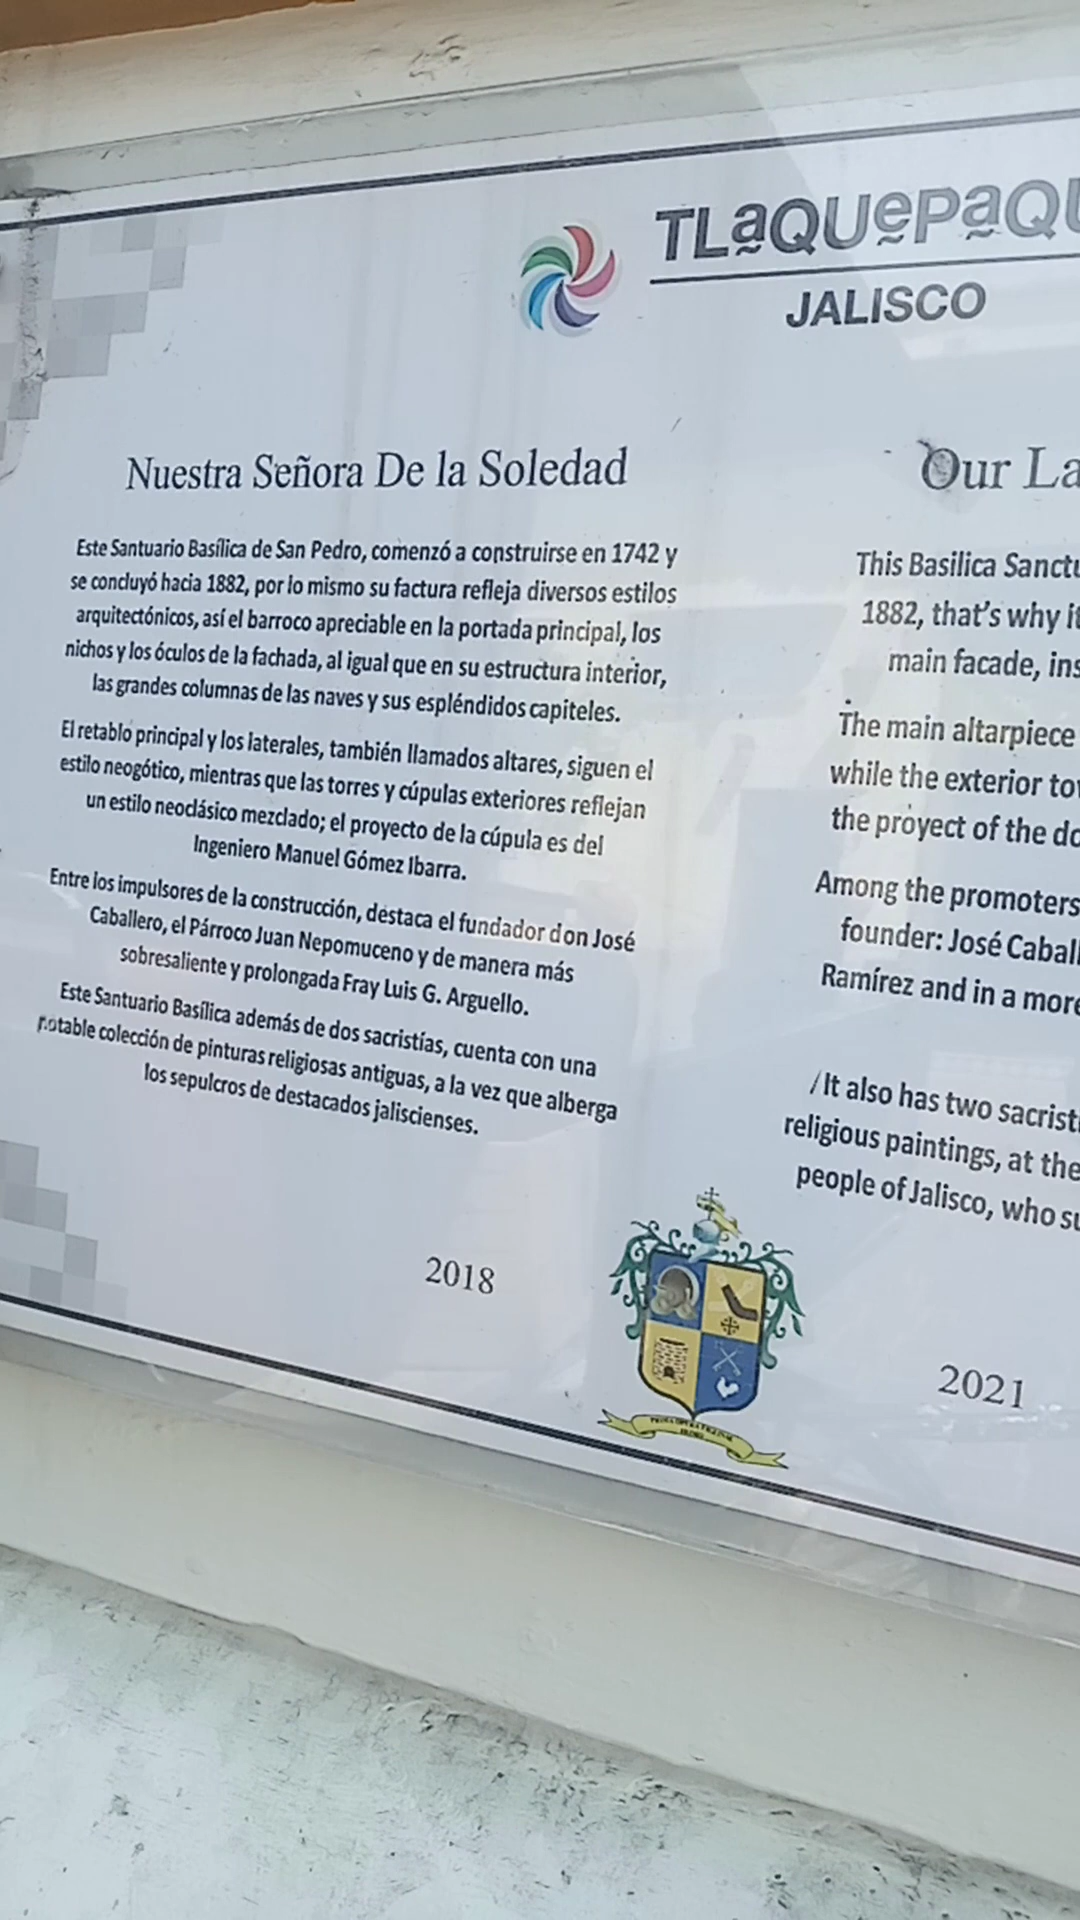 TLaQUePaQU
JALISCO
Nuestra Señora De la Soledad
Este Santuario Basílica de San Pedro, comenzó a construirse en 1742 y
se concluyó hacia 1882, por lo mismo su factura refleja diversos estilos
arquitectónicos, así el barroco apreciable en la portada principal, los
nichos y los óculos de la fachada, al igual que en su estructura interior,
las grandes columnas de las naves y sus espléndidos capiteles.
El retablo principal y los laterales, también llamados altares, siguen el
estilo neogótico, mientras que las torres y cúpulas exteriores reflejan
un estilo neoclásico mezclado; el proyecto de la cúpula es del
Ingeniero Manuel Gómez Ibarra.
Entre los impulsores de la construcción, destaca el fundador don José
Caballero, el Párroco Juan Nepomuceno y de manera más
sobresaliente y prolongada Fray Luis G. Arguello.
Este Santuario Basílica además de dos sacristías, cuenta con una
notable colección de pinturas religiosas antiguas, a la vez que alberga
los sepulcros de destacados jaliscienses.
2018
Our La
This Basilica Sanctu
1882, that's why it
main facade, ins
The main altarpiece
while the exterior tow
the proyect of the do
Among the promoters
founder: José Caball
Ramírez and in a more
It also has two sacristi
religious paintings, at the
people of Jalisco, who su
2021